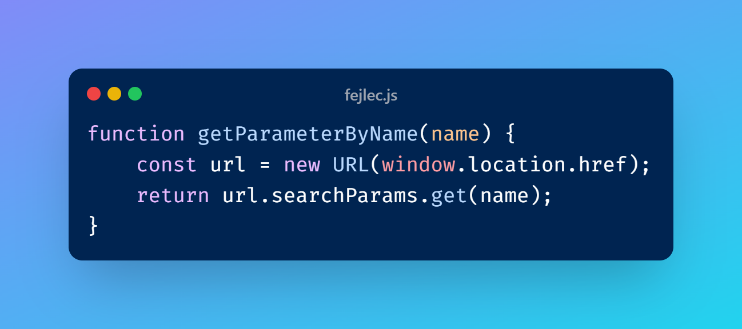 fejlec.js
function getParameterByName(name) {
    const url = new URL(window.location.href);
    return url.searchParams.get(name);
}